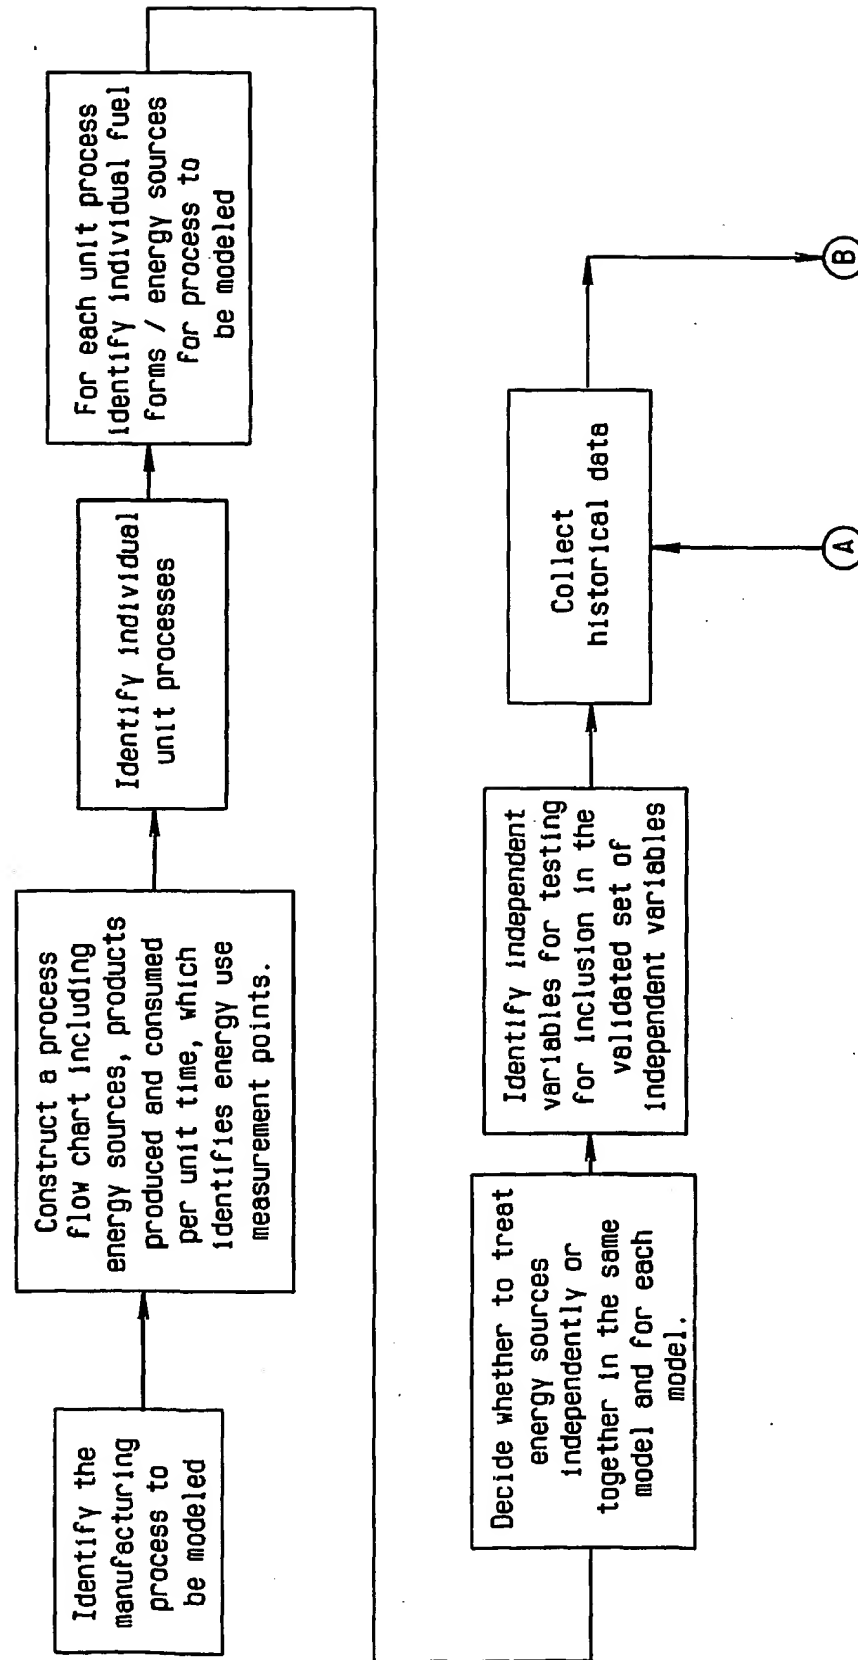 Identify the
manufacturing
process to
be modeled
Construct a process
flow chart including
energy sources, products
produced and consumed
per unit time, which
identifies energy use
measurement points.
Identify individual
unit processes
For each unit process
identify individual fuel
forms / energy sources
for process to
be modeled
Decide whether to treat
energy sources
independently or
together in the same
model and for each
model.
Identify independent
variables for testing
for inclusion in the
validated set of
independent variables
Collect
historical data
A
B